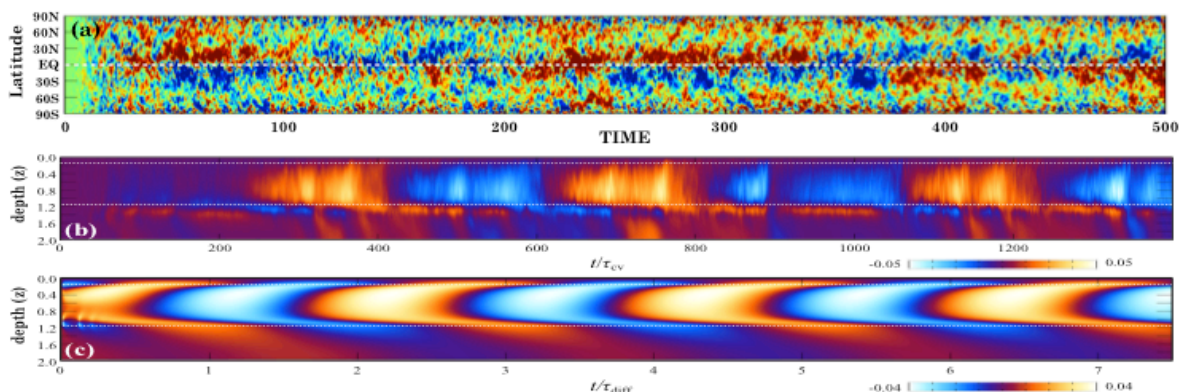 (a)
Latitude
90N
60N
30N
EQ
30S
60S
90S
0 100 200 300 400 500
TIME
(b)
depth (z)
0.0
0.4
0.8
1.2
1.6
2.0
0 200 400 600 800 1000 1200
t/τcv
-0.05 0.05
(c)
depth (z)
0.0
0.4
0.8
1.2
1.6
2.0
0 1 2 3 4 5 6 7
t/τdiff
-0.04 0.04